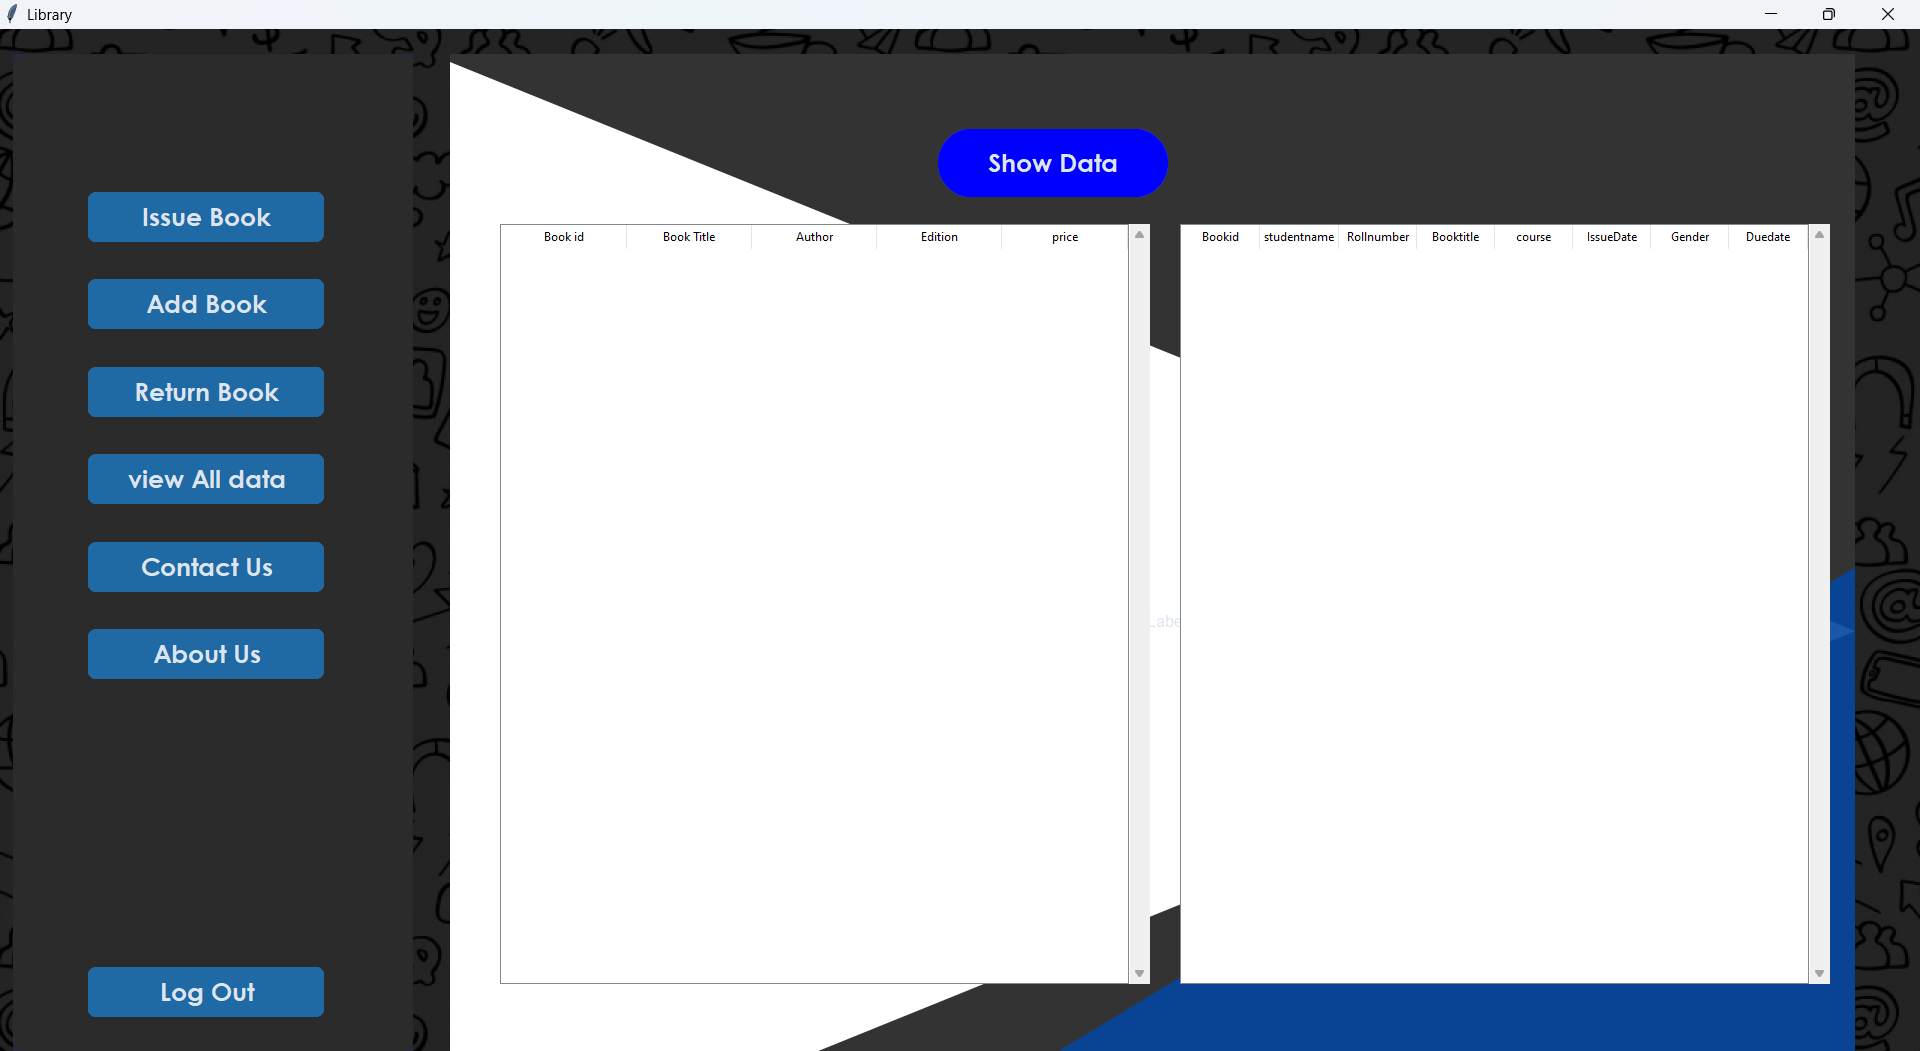 Library
Issue Book
Add Book
Return Book
view All data
Contact Us
About Us
Log Out
Show Data
Book id Book Title Author Edition price
Bookid studentname Rollnumber Booktitle course IssueDate Gender Duedate